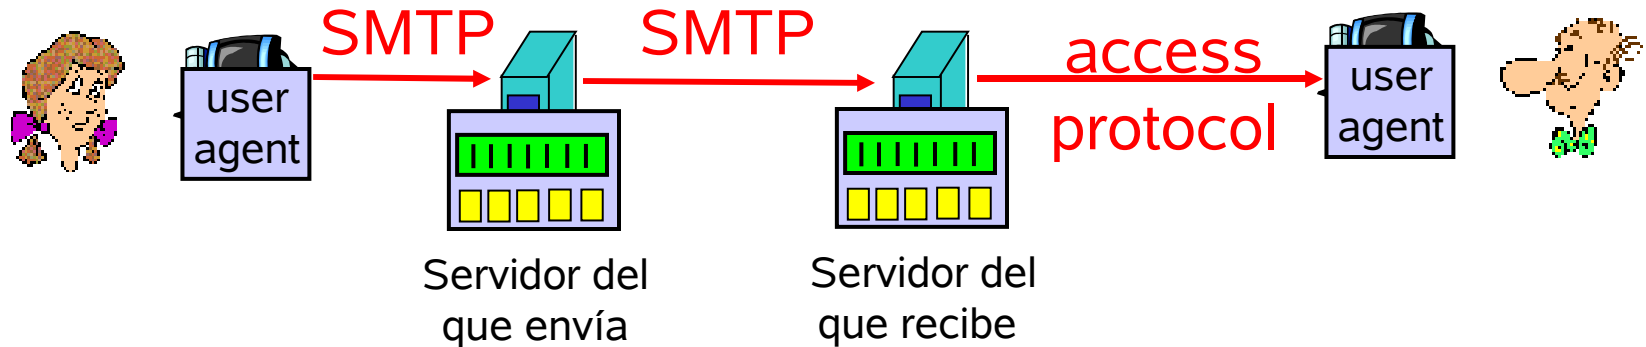 SMTP
SMTP
access
protocol
user
agent
user
agent
Servidor del
que envía
Servidor del
que recibe